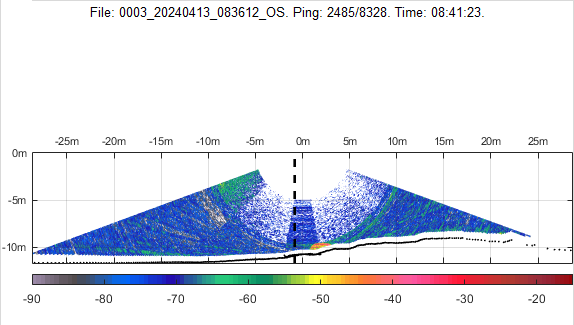 File: 0003_20240413_083612_OS. Ping: 2485/8328. Time: 08:41:23.
-25m -20m -15m -10m -5m 0m 5m 10m 15m 20m 25m
0m
-5m
-10m
-90 -80 -70 -60 -50 -40 -30 -20